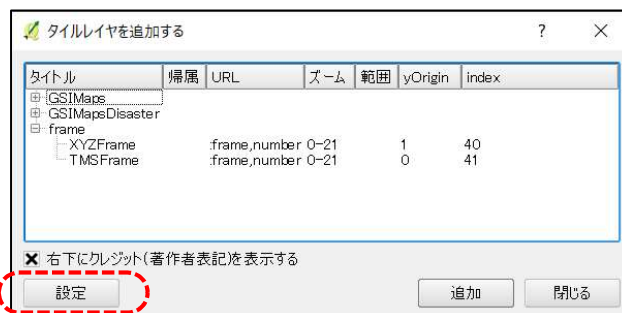 タイルレイヤを追加する ? ×
タイトル 帰属 URL ズーム 範囲 yOrigin index
GSIMaps
GSIMapsDisaster
frame
XYZFrame :frame,number 0-21 1 40
TMSFrame :frame,number 0-21 0 41
右下にクレジット(著作者表記)を表示する
設定 追加 閉じる